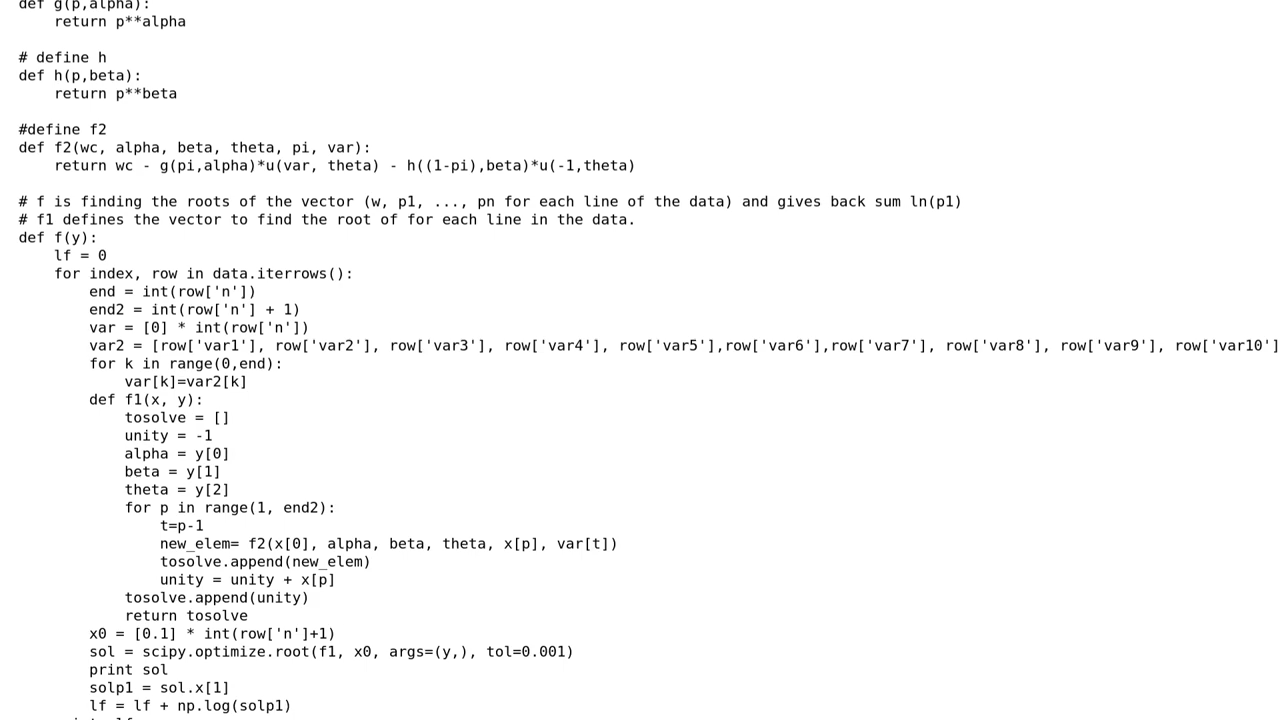 def g(p,alpha):
    return p**alpha

# define h
def h(p,beta):
    return p**beta

#define f2
def f2(wc, alpha, beta, theta, pi, var):
    return wc - g(pi,alpha)*u(var, theta) - h((1-pi),beta)*u(-1,theta)

# f is finding the roots of the vector (w, p1, ..., pn for each line of the data) and gives back sum ln(p1)
# f1 defines the vector to find the root of for each line in the data.
def f(y):
    lf = 0
    for index, row in data.iterrows():
        end = int(row['n'])
        end2 = int(row['n'] + 1)
        var = [0] * int(row['n'])
        var2 = [row['var1'], row['var2'], row['var3'], row['var4'], row['var5'],row['var6'],row['var7'], row['var8'], row['var9'], row['var10']
        for k in range(0,end):
            var[k]=var2[k]
        def f1(x, y):
            tosolve = []
            unity = -1
            alpha = y[0]
            beta = y[1]
            theta = y[2]
            for p in range(1, end2):
                t=p-1
                new_elem= f2(x[0], alpha, beta, theta, x[p], var[t])
                tosolve.append(new_elem)
                unity = unity + x[p]
            tosolve.append(unity)
            return tosolve
        x0 = [0.1] * int(row['n']+1)
        sol = scipy.optimize.root(f1, x0, args=(y,), tol=0.001)
        print sol
        solp1 = sol.x[1]
        lf = lf + np.log(solp1)